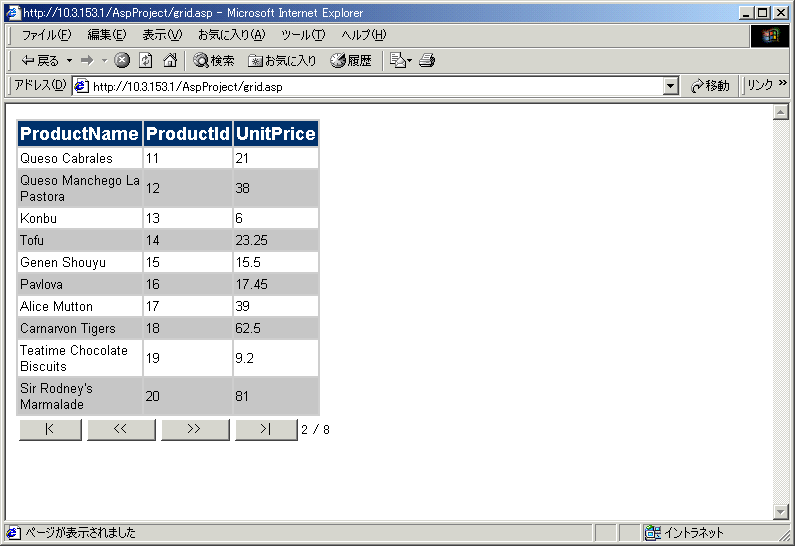 http://10.3.153.1/AspProject/grid.asp - Microsoft Internet Explorer
ファイル(F) 編集(E) 表示(V) お気に入り(A) ツール(T) ヘルプ(H)
戻る 検索 お気に入り 履歴
アドレス(D) http://10.3.153.1/AspProject/grid.asp 移動 リンク »
ProductName ProductId UnitPrice
Queso Cabrales 11 21
Queso Manchego La
Pastora 12 38
Konbu 13 6
Tofu 14 23.25
Genen Shouyu 15 15.5
Pavlova 16 17.45
Alice Mutton 17 39
Carnarvon Tigers 18 62.5
Teatime Chocolate
Biscuits 19 9.2
Sir Rodney's
Marmalade 20 81
|< << >> >| 2 / 8
ページが表示されました イントラネット